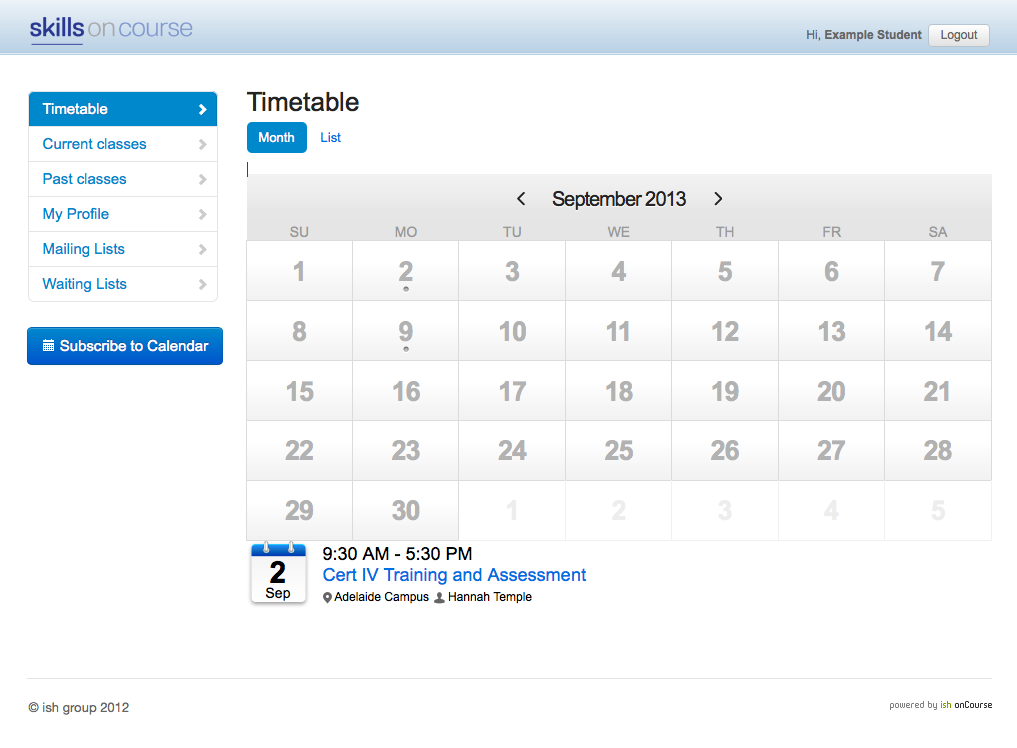 skills on course
Hi, Example Student Logout
Timetable
Current classes
Past classes
My Profile
Mailing Lists
Waiting Lists
Subscribe to Calendar
Timetable
Month List
September 2013
SU MO TU WE TH FR SA
1 2 3 4 5 6 7
8 9 10 11 12 13 14
15 16 17 18 19 20 21
22 23 24 25 26 27 28
29 30 1 2 3 4 5
2
Sep
9:30 AM - 5:30 PM
Cert IV Training and Assessment
Adelaide Campus Hannah Temple
© ish group 2012
powered by ish onCourse